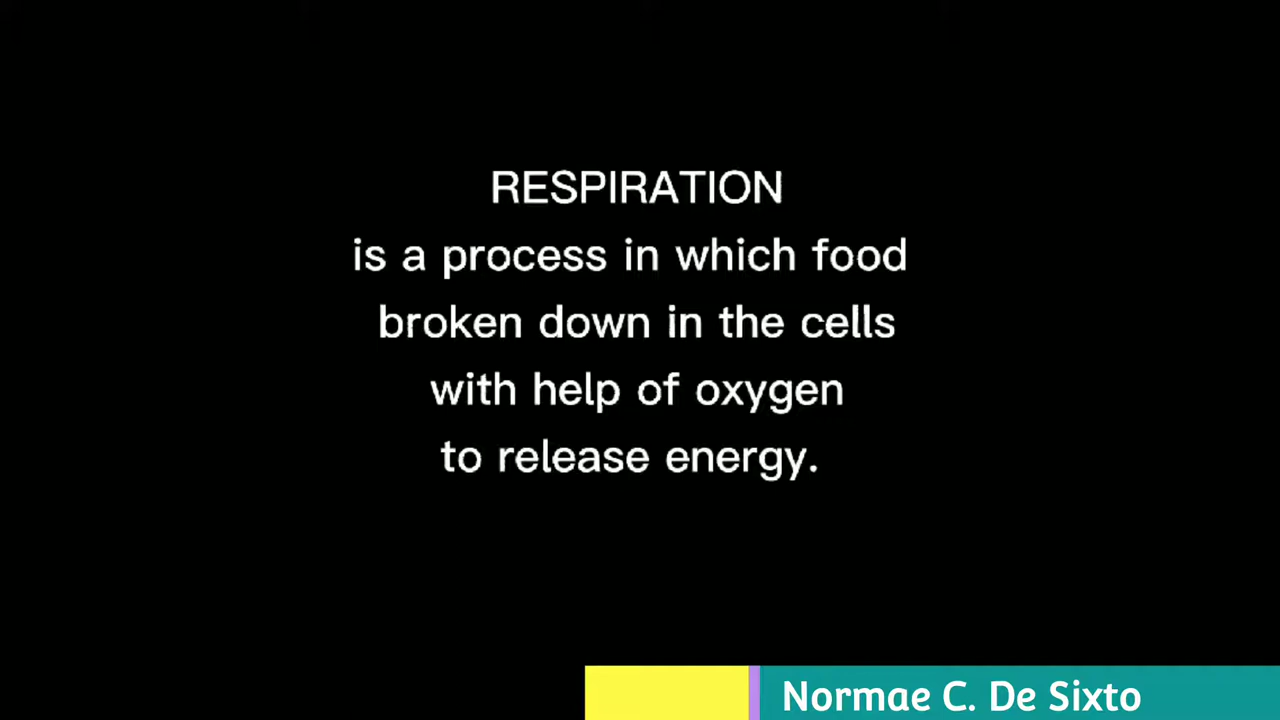 RESPIRATION
is a process in which food
broken down in the cells
with help of oxygen
to release energy.
Normae C. De Sixto